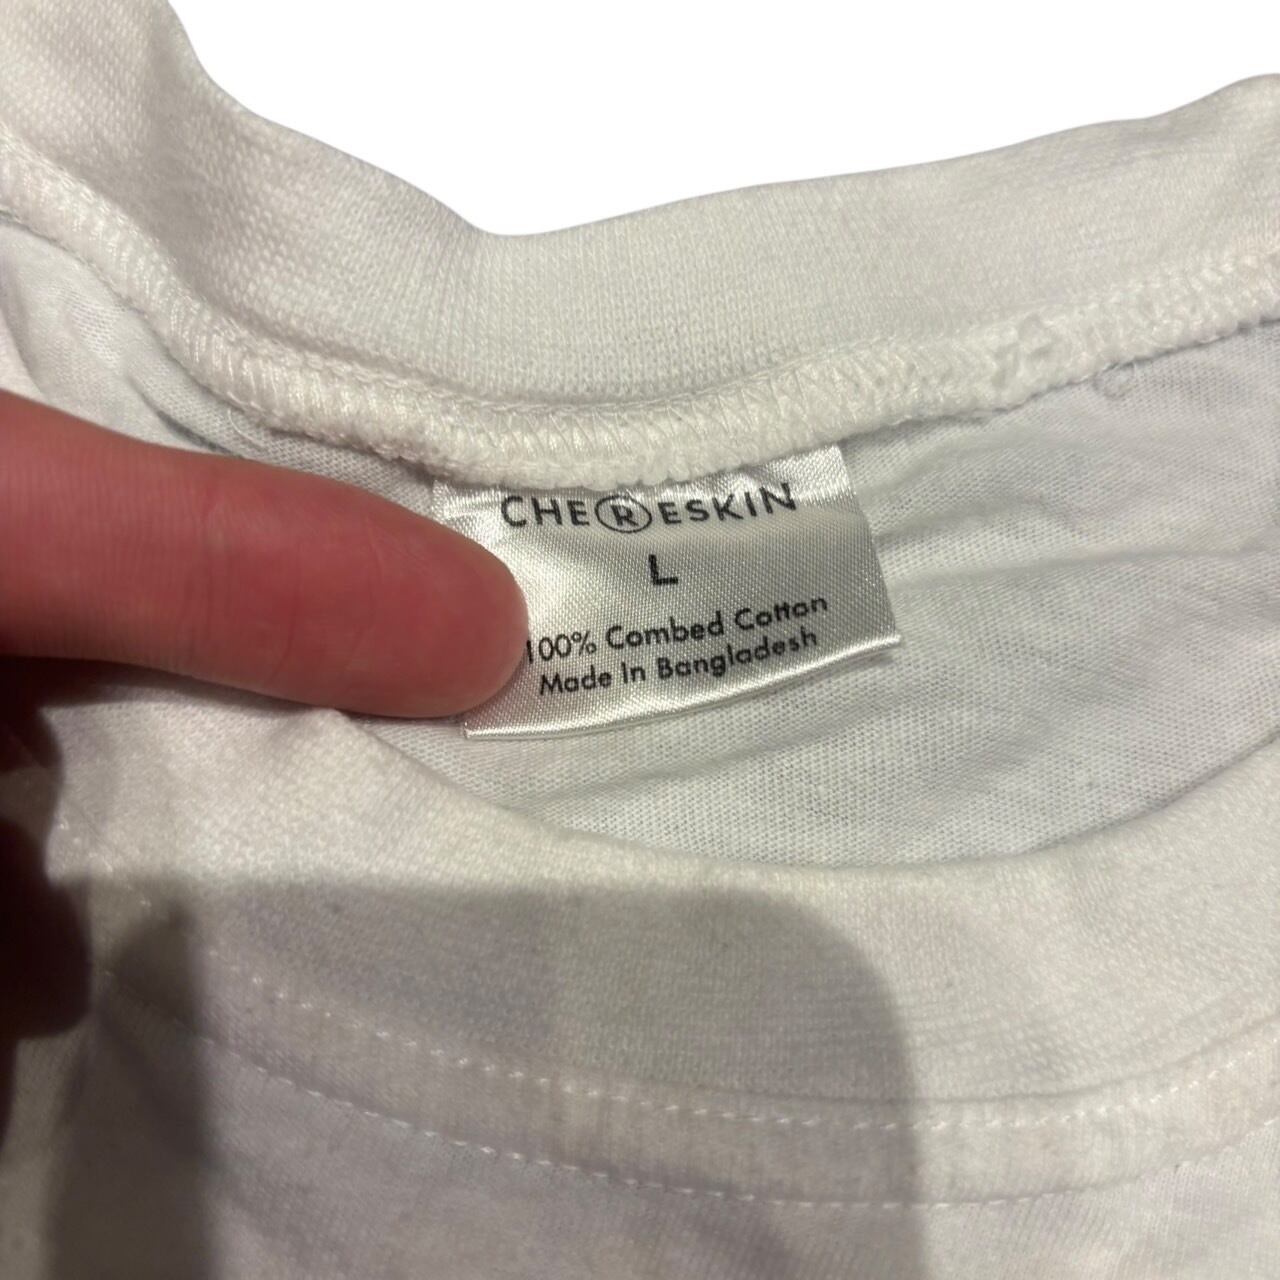 CHE®ESKIN
L
100% Combed Cotton
Made In Bangladesh